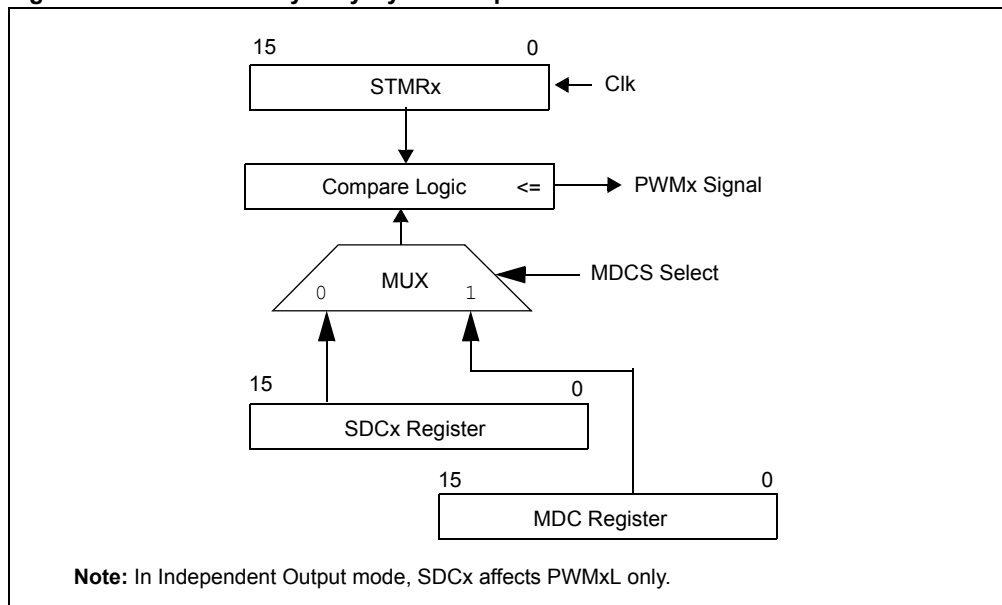 15 0
STMRx
Clk
Compare Logic <=
PWMx Signal
MUX
MDCS Select
0 1
15 0
SDCx Register
15 0
MDC Register
Note: In Independent Output mode, SDCx affects PWMxL only.